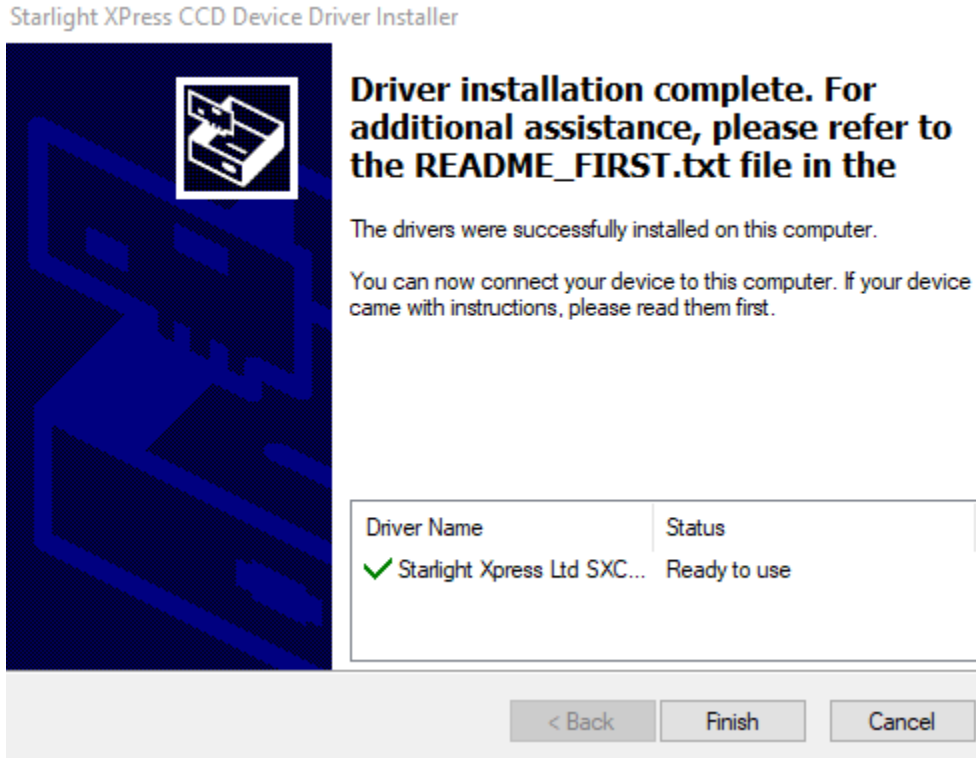 Starlight XPress CCD Device Driver Installer
Driver installation complete. For
additional assistance, please refer to
the README_FIRST.txt file in the
The drivers were successfully installed on this computer.
You can now connect your device to this computer. If your device
came with instructions, please read them first.
Driver Name Status
Starlight Xpress Ltd SXC... Ready to use
< Back Finish Cancel